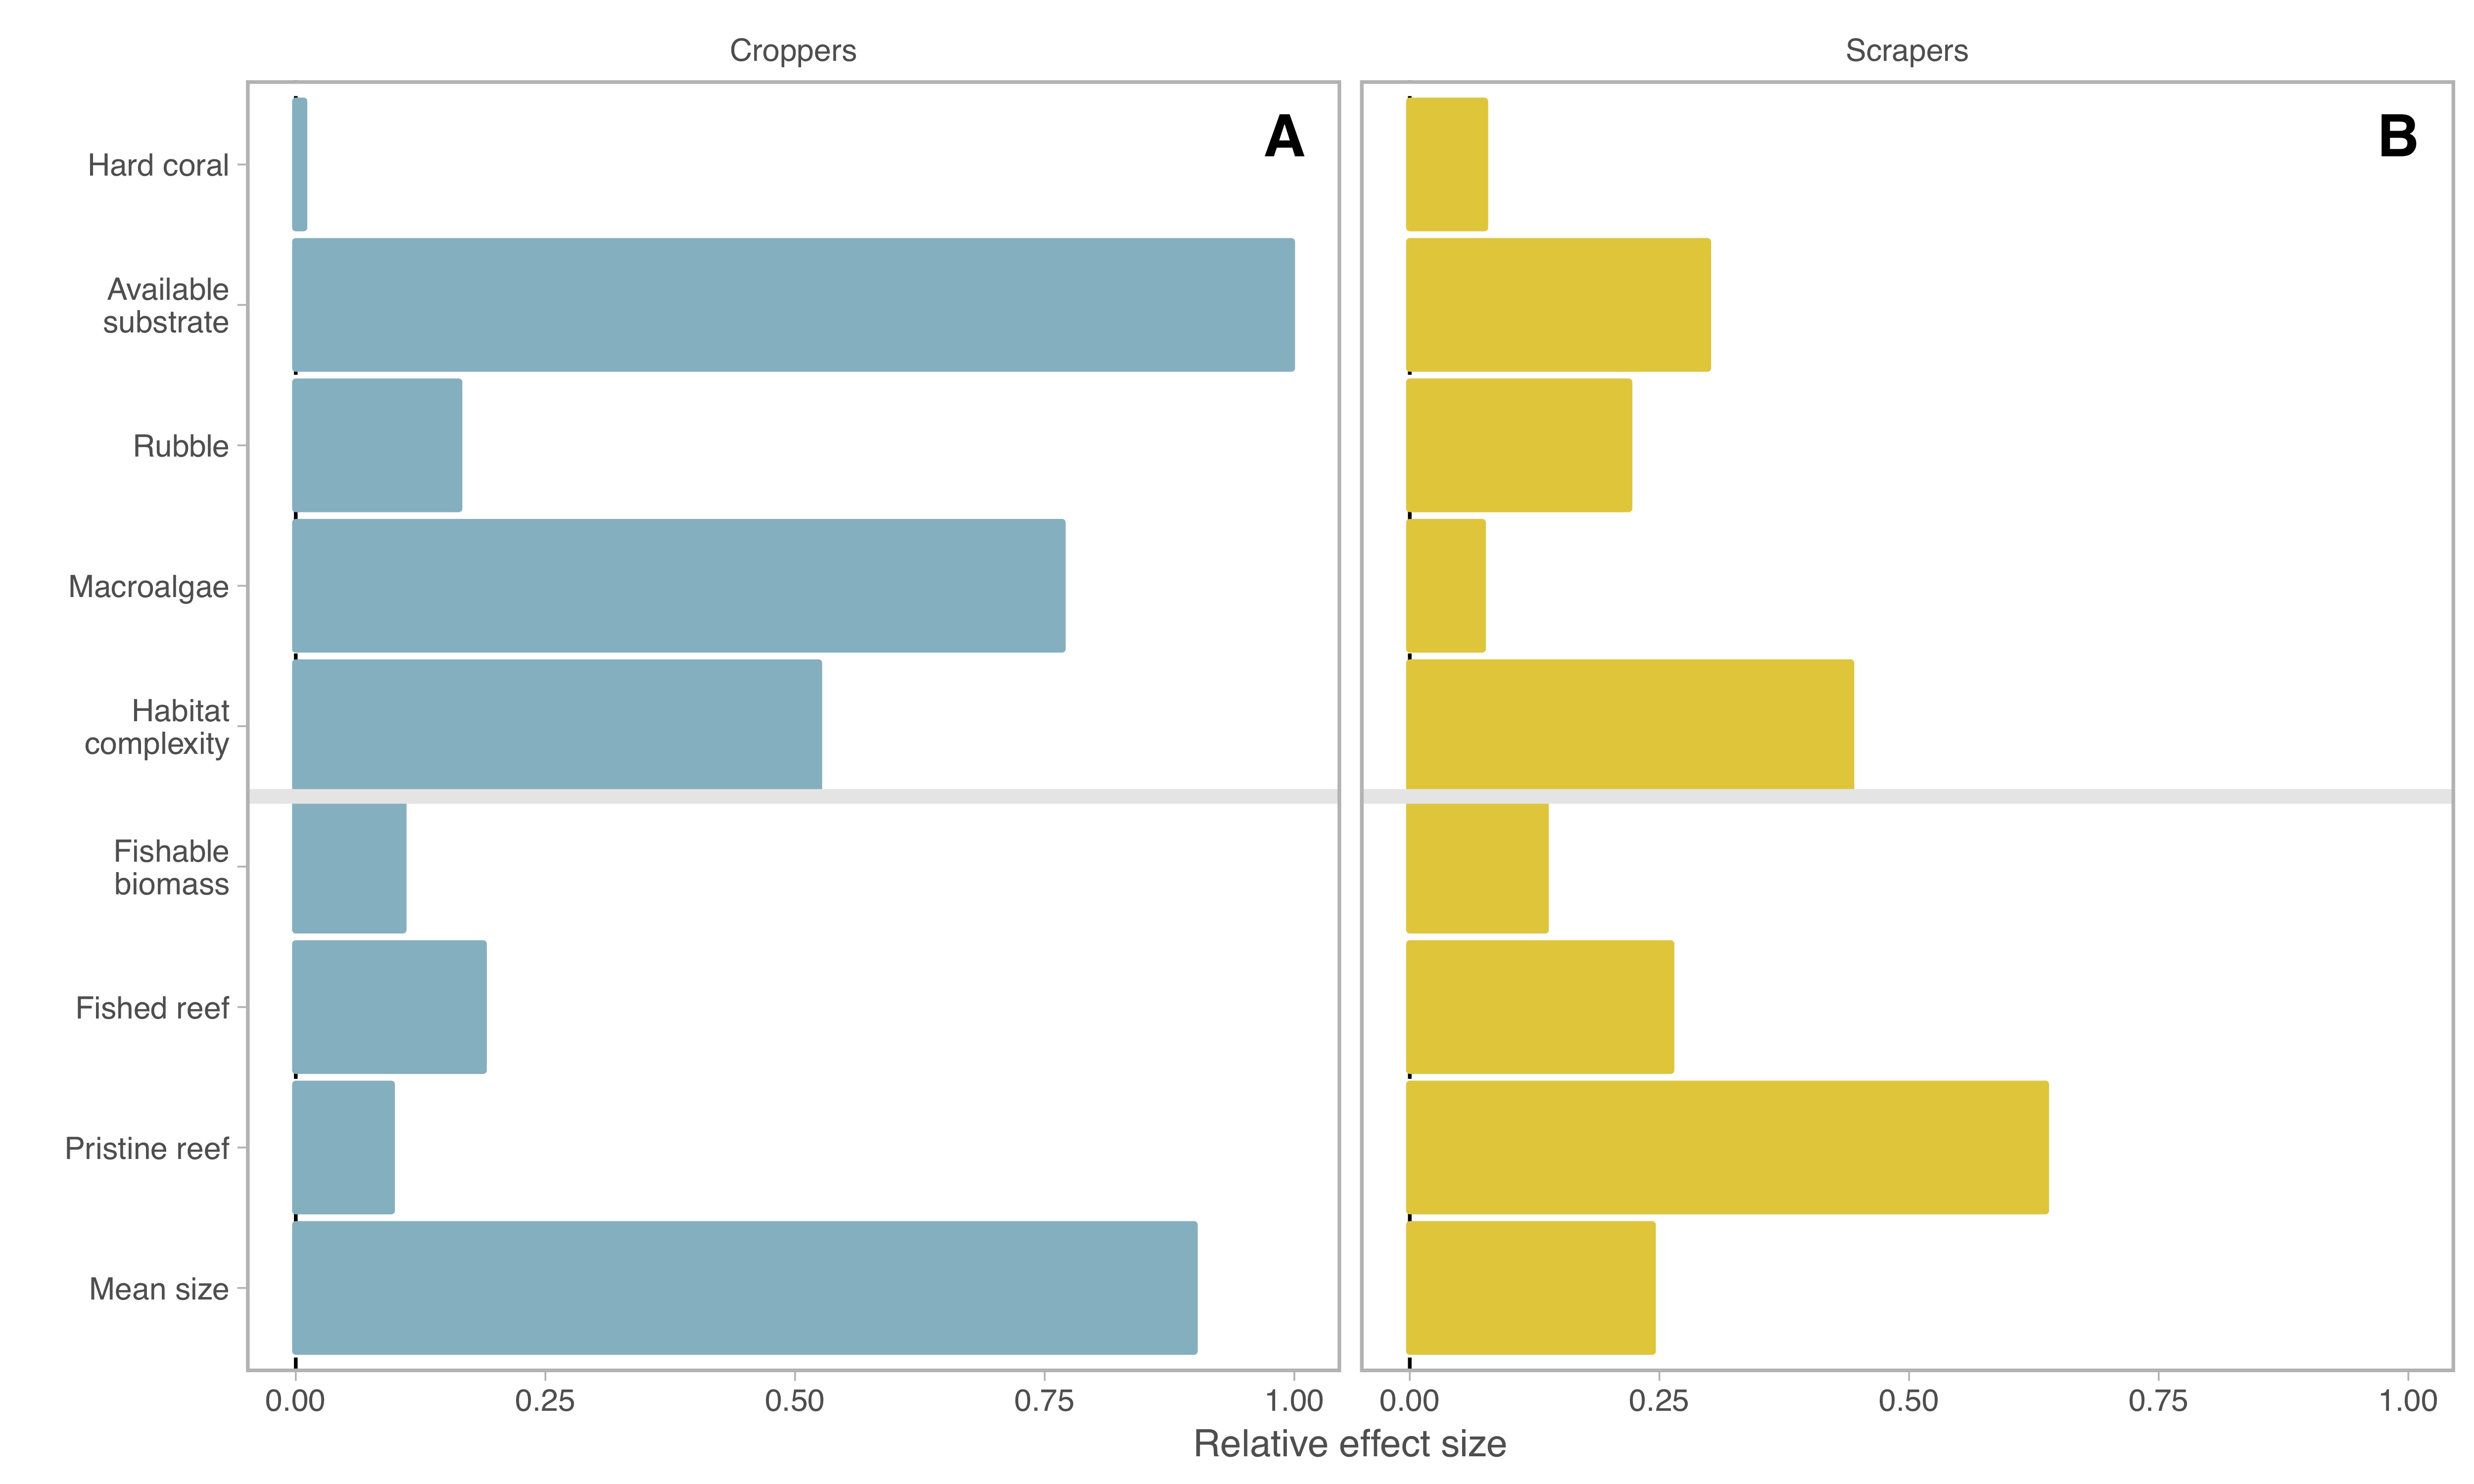 Croppers
Scrapers
A
B
Hard coral
Available
substrate
Rubble
Macroalgae
Habitat
complexity
Fishable
biomass
Fished reef
Pristine reef
Mean size
0.00 0.25 0.50 0.75 1.00
0.00 0.25 0.50 0.75 1.00
Relative effect size